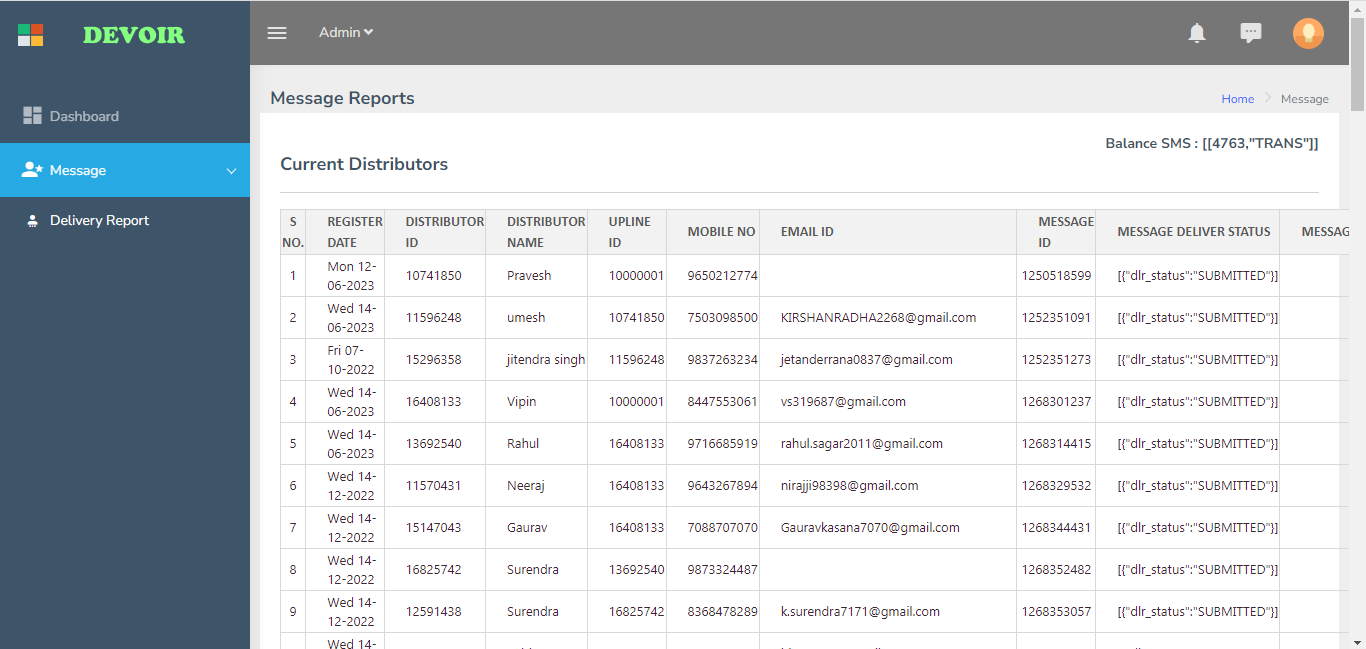 DEVOIR
Admin
Dashboard
Message
Delivery Report
Message Reports
Home
Message
Balance SMS : [[4763,"TRANS"]]
Current Distributors
S NO. REGISTER DATE DISTRIBUTOR ID DISTRIBUTOR NAME UPLINE ID MOBILE NO EMAIL ID MESSAGE ID MESSAGE DELIVER STATUS MESSAG
1 Mon 12-06-2023 10741850 Pravesh 10000001 9650212774 1250518599 [{"dlr_status":"SUBMITTED"}]
2 Wed 14-06-2023 11596248 umesh 10741850 7503098500 KIRSHANRADHA2268@gmail.com 1252351091 [{"dlr_status":"SUBMITTED"}]
3 Fri 07-10-2022 15296358 jitendra singh 11596248 9837263234 jetanderrana0837@gmail.com 1252351273 [{"dlr_status":"SUBMITTED"}]
4 Wed 14-06-2023 16408133 Vipin 10000001 8447553061 vs319687@gmail.com 1268301237 [{"dlr_status":"SUBMITTED"}]
5 Wed 14-06-2023 13692540 Rahul 16408133 9716685919 rahul.sagar2011@gmail.com 1268314415 [{"dlr_status":"SUBMITTED"}]
6 Wed 14-12-2022 11570431 Neeraj 16408133 9643267894 nirajji98398@gmail.com 1268329532 [{"dlr_status":"SUBMITTED"}]
7 Wed 14-12-2022 15147043 Gaurav 16408133 7088707070 Gauravkasana7070@gmail.com 1268344431 [{"dlr_status":"SUBMITTED"}]
8 Wed 14-12-2022 16825742 Surendra 13692540 9873324487 1268352482 [{"dlr_status":"SUBMITTED"}]
9 Wed 14-12-2022 12591438 Surendra 16825742 8368478289 k.surendra7171@gmail.com 1268353057 [{"dlr_status":"SUBMITTED"}]
Wed 14-